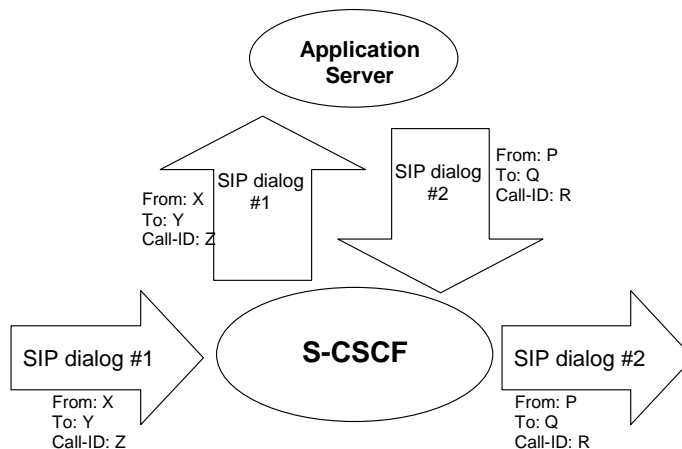 Application
Server
SIP dialog
#1
From: X
To: Y
Call-ID: Z
SIP dialog
#2
From: P
To: Q
Call-ID: R
SIP dialog #1
From: X
To: Y
Call-ID: Z
S-CSCF
SIP dialog #2
From: P
To: Q
Call-ID: R